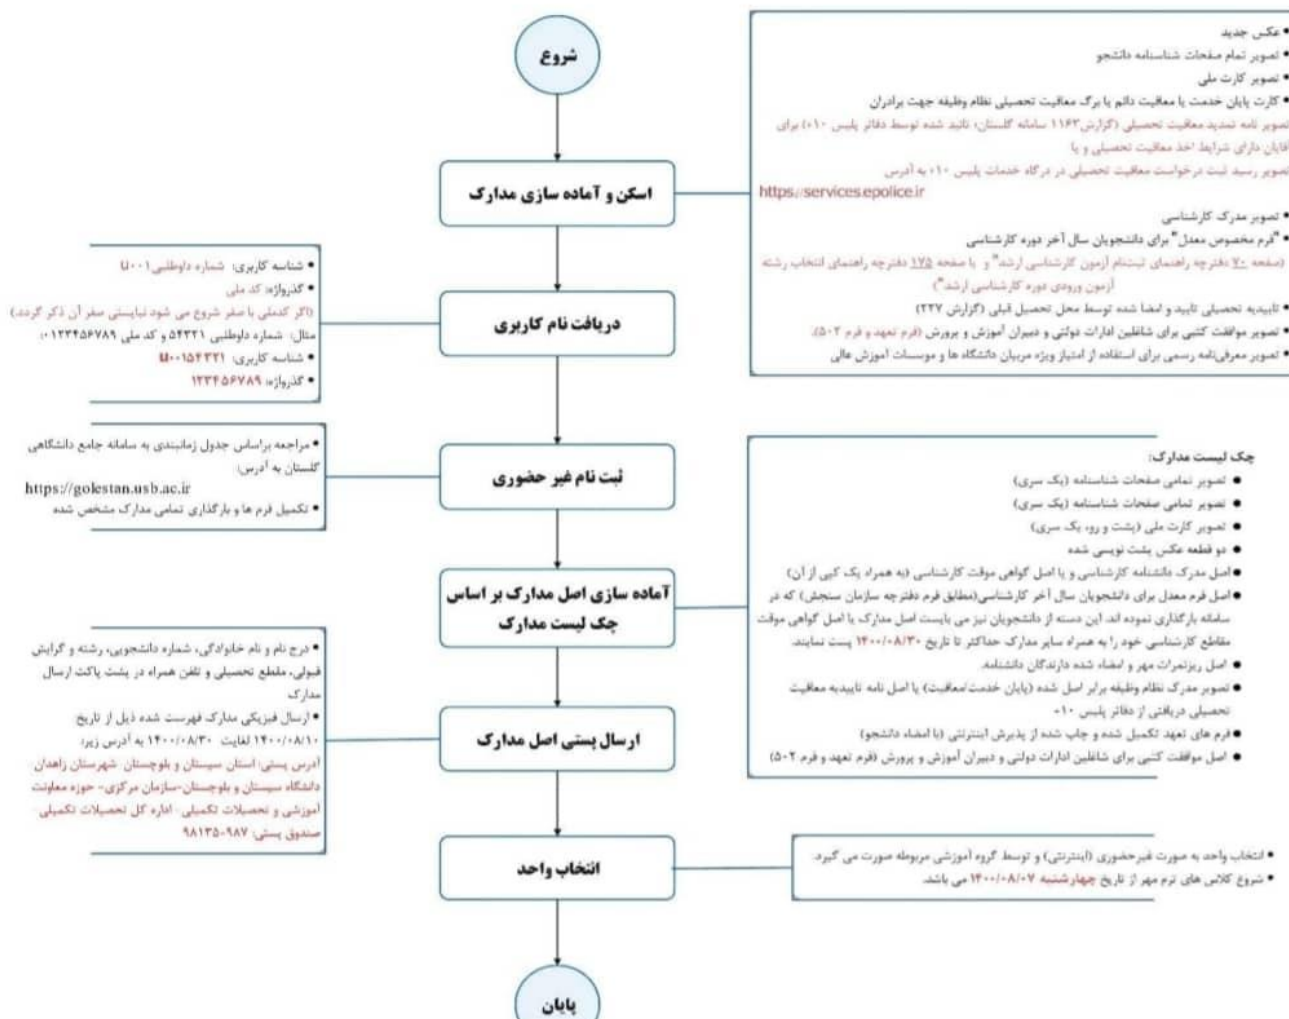 شروع
● عکس جدید
● تصویر تمام صفحات شناسنامه دانشجو
● تصویر کارت ملی
● کارت پایان خدمت یا معافیت دائم یا برگ معافیت تحصیلی نظام وظیفه جهت برادران
تصویر نامه تمدید معافیت تحصیلی (گزارش۱۱۶۳ سامانه گلستان؛ تائید شده توسط دفاتر پلیس ۱۰+) برای
آقایان دارای شرایط اخذ معافیت تحصیلی و یا
تصویر رسید ثبت درخواست معافیت تحصیلی در درگاه خدمات پلیس ۱۰+ به آدرس
https://services.epolice.ir
● تصویر مدرک کارشناسی
● "فرم مخصوص معدل" برای دانشجویان سال آخر دوره کارشناسی
(صفحه ۷۰ دفترچه راهنمای ثبت‌نام آزمون کارشناسی ارشد" و یا صفحه ۱۷۵ دفترچه راهنمای انتخاب رشته
آزمون ورودی دوره کارشناسی ارشد")
● تاییدیه تحصیلی تایید و امضا شده توسط محل تحصیل قبلی (گزارش ۲۲۷)
● تصویر موافقت کتبی برای شاغلین ادارات دولتی و دبیران آموزش و پرورش (فرم تعهد و فرم ۵۰۲).
● تصویر معرفی‌نامه رسمی برای استفاده از امتیاز ویژه مربیان دانشگاه ها و موسسات آموزش عالی
اسکن و آماده سازی مدارک
● شناسه کاربری: شماره داوطلبی u۰۰۱
● گذرواژه: کد ملی
(اگر کدملی با صفر شروع می شود نبایستی صفر آن ذکر گردد.)
مثال: شماره داوطلبی ۵۴۳۲۱ و کد ملی ۰۱۲۳۴۵۶۷۸۹:
● شناسه کاربری: u۰۰۱۵۴۳۲۱
● گذرواژه: ۱۲۳۴۵۶۷۸۹
دریافت نام کاربری
● مراجعه براساس جدول زمانبندی به سامانه جامع دانشگاهی
گلستان به آدرس:
https://golestan.usb.ac.ir
● تکمیل فرم ها و بارگذاری تمامی مدارک مشخص شده
ثبت نام غیر حضوری
چک لیست مدارک:
● تصویر تمامی صفحات شناسنامه (یک سری)
● تصویر تمامی صفحات شناسنامه (یک سری)
● تصویر کارت ملی (پشت و رو، یک سری)
● دو قطعه عکس پشت نویسی شده
● اصل مدرک دانشنامه کارشناسی و یا اصل گواهی موقت کارشناسی (به همراه یک کپی از آن)
● اصل فرم معدل برای دانشجویان سال آخر کارشناسی(مطابق فرم دفترچه سازمان سنجش) که در
سامانه بارگذاری نموده اند. این دسته از دانشجویان نیز می بایست اصل مدارک یا اصل گواهی موقت
مقاطع کارشناسی خود را به همراه سایر مدارک حداکثر تا تاریخ ۱۴۰۰/۰۸/۳۰ پست نمایند.
● اصل ریزنمرات مهر و امضاء شده دارندگان دانشنامه.
● تصویر مدرک نظام وظیفه برابر اصل شده (پایان خدمت/معافیت) یا اصل نامه تاییدیه معافیت
تحصیلی دریافتی از دفاتر پلیس ۱۰+
● فرم های تعهد تکمیل شده و چاپ شده از پذیرش اینترنتی (با امضاء دانشجو)
● اصل موافقت کتبی برای شاغلین ادارات دولتی و دبیران آموزش و پرورش (فرم تعهد و فرم ۵۰۲)
آماده سازی اصل مدارک بر اساس
چک لیست مدارک
● درج نام و نام خانوادگی، شماره دانشجویی، رشته و گرایش
قبولی، مقطع تحصیلی و تلفن همراه در پشت پاکت ارسال
مدارک
● ارسال فیزیکی مدارک فهرست شده ذیل از تاریخ
۱۴۰۰/۰۸/۱۰ لغایت ۱۴۰۰/۰۸/۳۰ به آدرس زیر:
آدرس پستی: استان سیستان و بلوچستان- شهرستان زاهدان-
دانشگاه سیستان و بلوچستان-سازمان مرکزی- حوزه معاونت
آموزشی و تحصیلات تکمیلی- اداره کل تحصیلات تکمیلی-
صندوق پستی: ۹۸۷-۹۸۱۳۵
ارسال پستی اصل مدارک
انتخاب واحد
● انتخاب واحد به صورت غیرحضوری (اینترنتی) و توسط گروه آموزشی مربوطه صورت می گیرد.
● شروع کلاس های ترم مهر از تاریخ چهارشنبه ۱۴۰۰/۰۸/۰۷ می باشد.
پایان